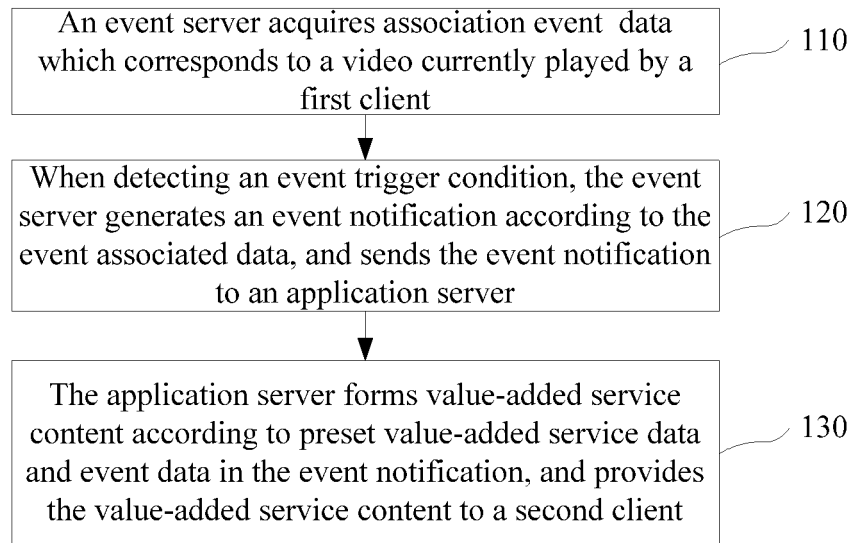 An event server acquires association event data
which corresponds to a video currently played by a
first client
110
When detecting an event trigger condition, the event
server generates an event notification according to the
event associated data, and sends the event notification
to an application server
120
The application server forms value-added service
content according to preset value-added service data
and event data in the event notification, and provides
the value-added service content to a second client
130